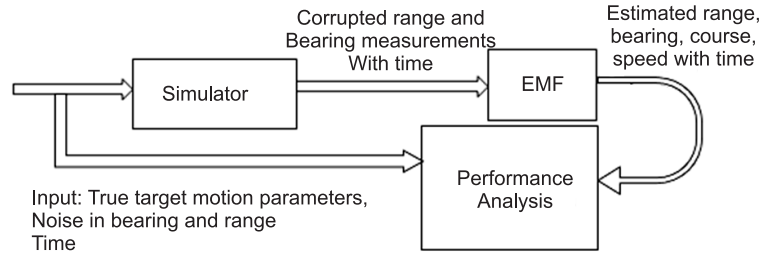 Corrupted range and
Bearing measurements
With time
Estimated range,
bearing, course,
speed with time
Simulator
EMF
Performance
Analysis
Input: True target motion parameters,
Noise in bearing and range
Time